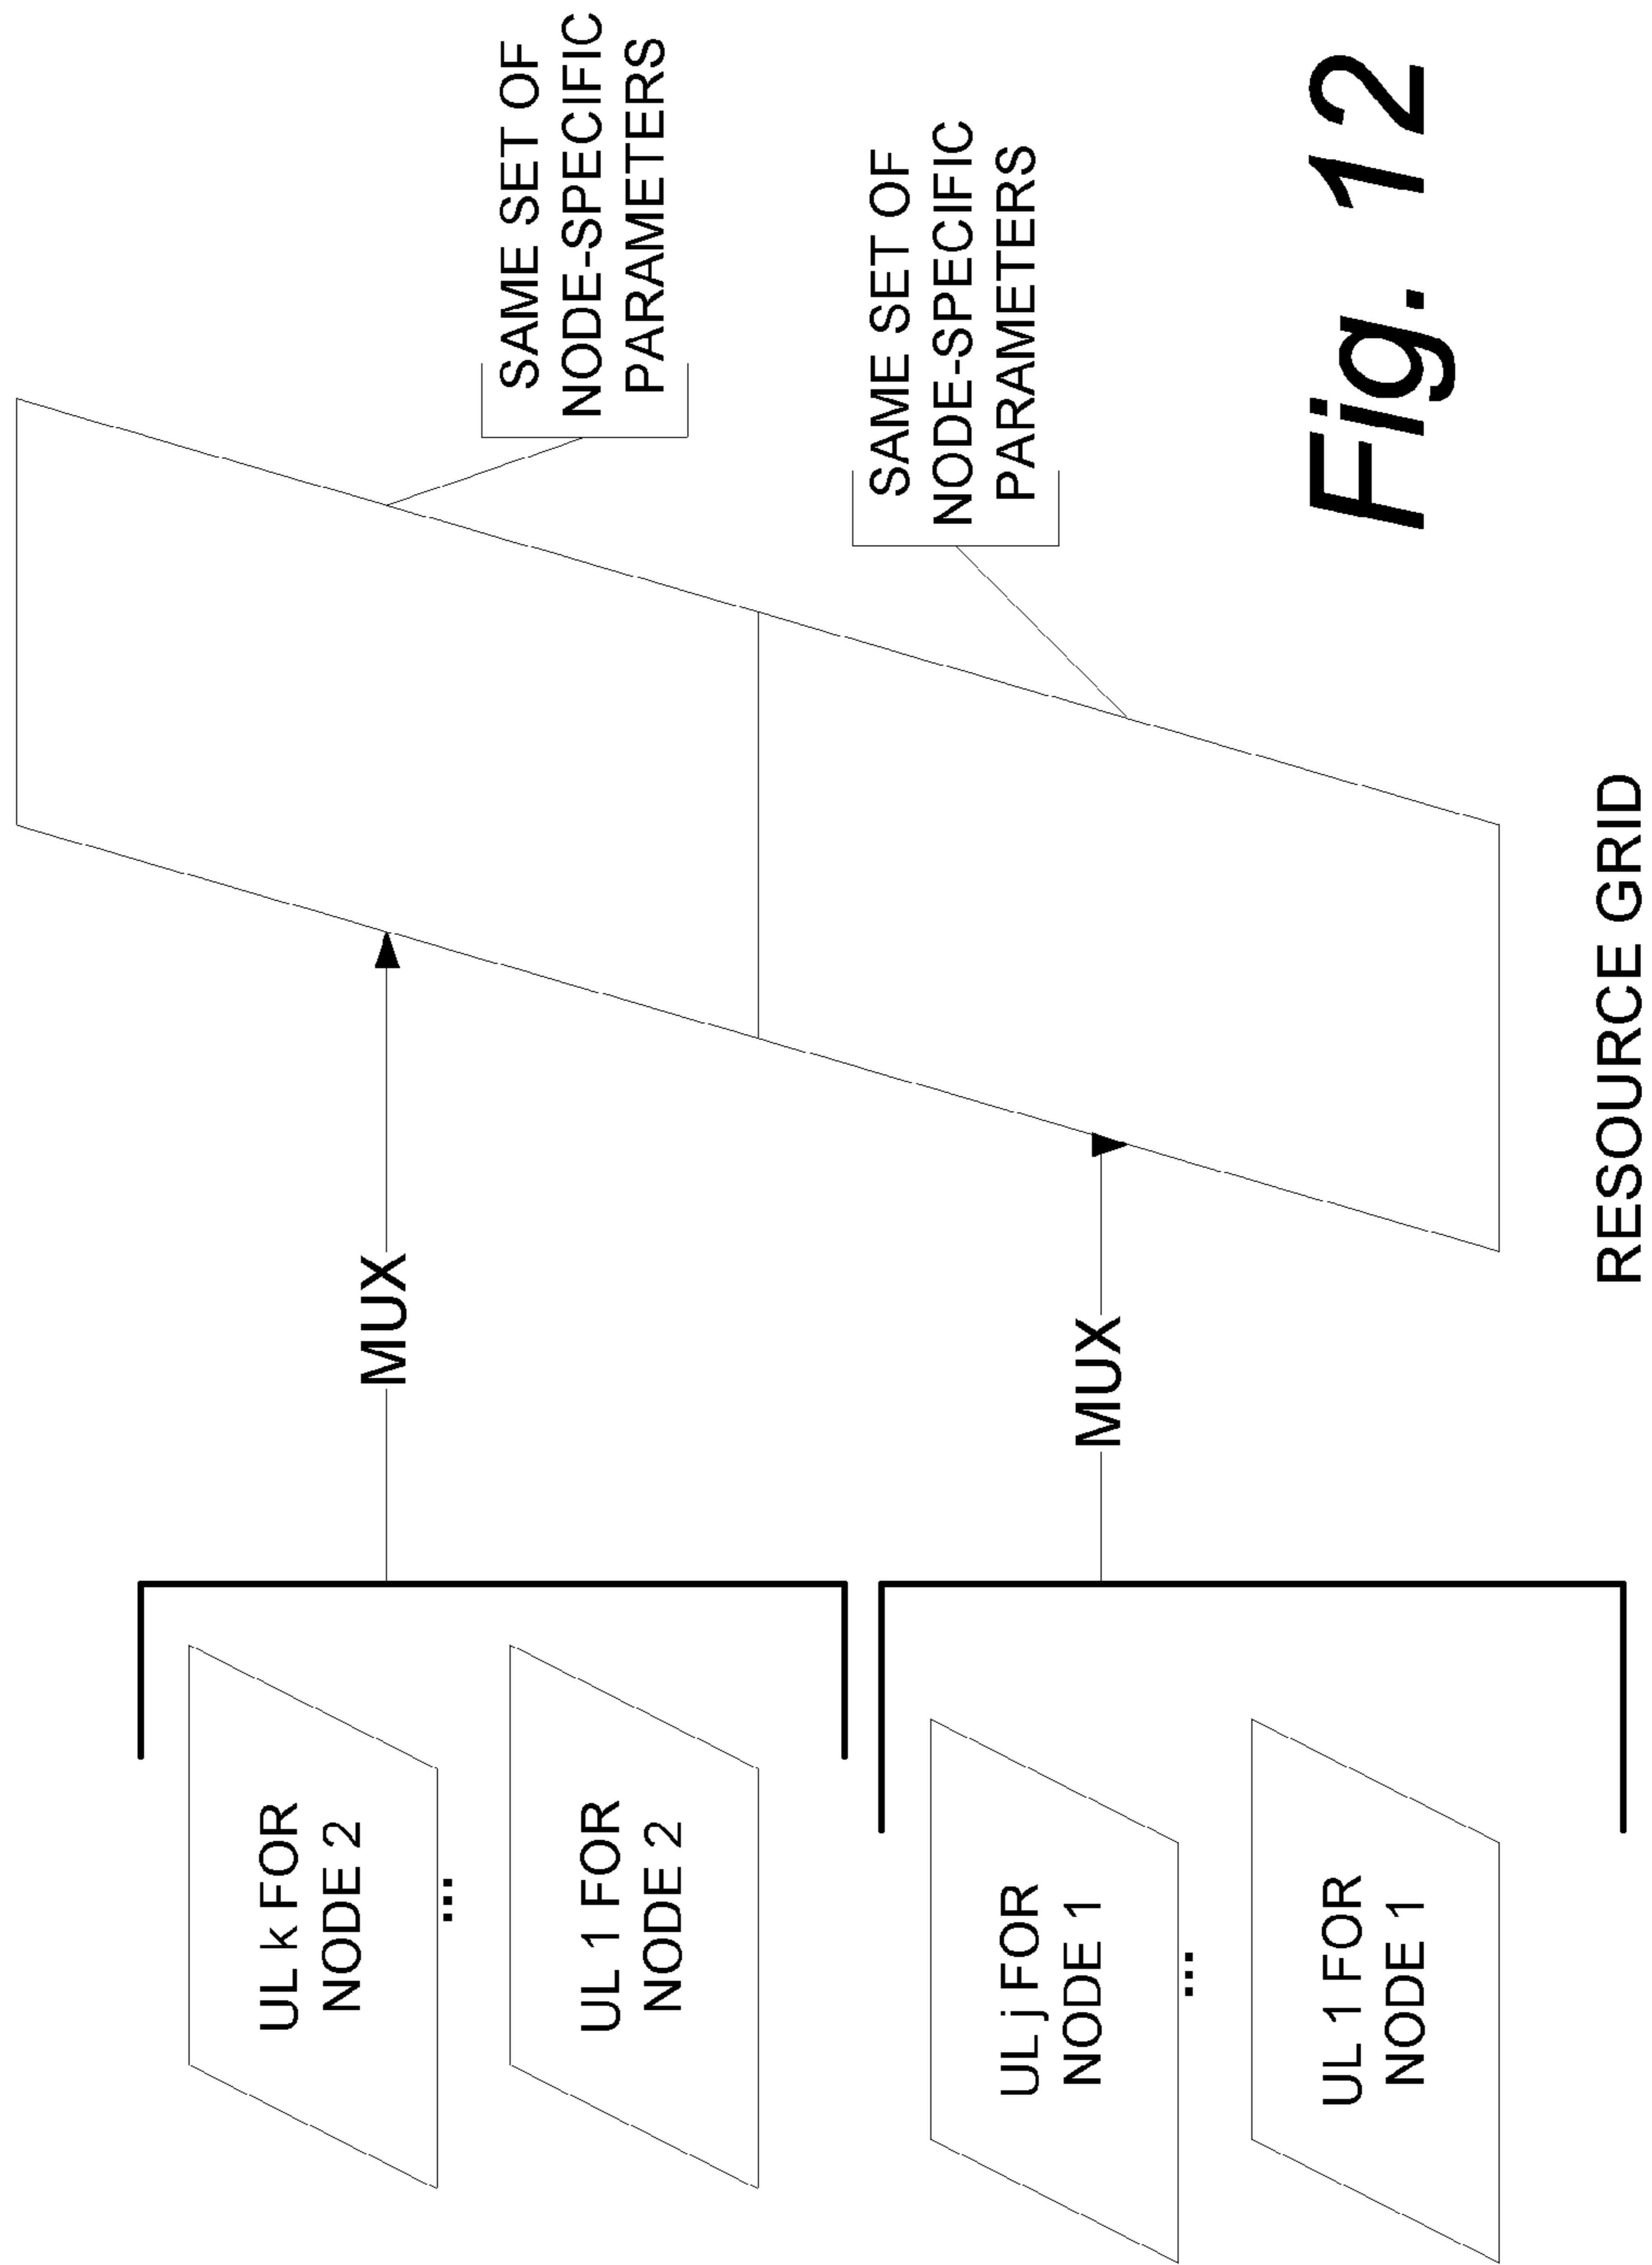 UL k FOR
NODE 2
...
UL 1 FOR
NODE 2
UL j FOR
NODE 1
...
UL 1 FOR
NODE 1
MUX
MUX
SAME SET OF
NODE-SPECIFIC
PARAMETERS
SAME SET OF
NODE-SPECIFIC
PARAMETERS
RESOURCE GRID
Fig. 12